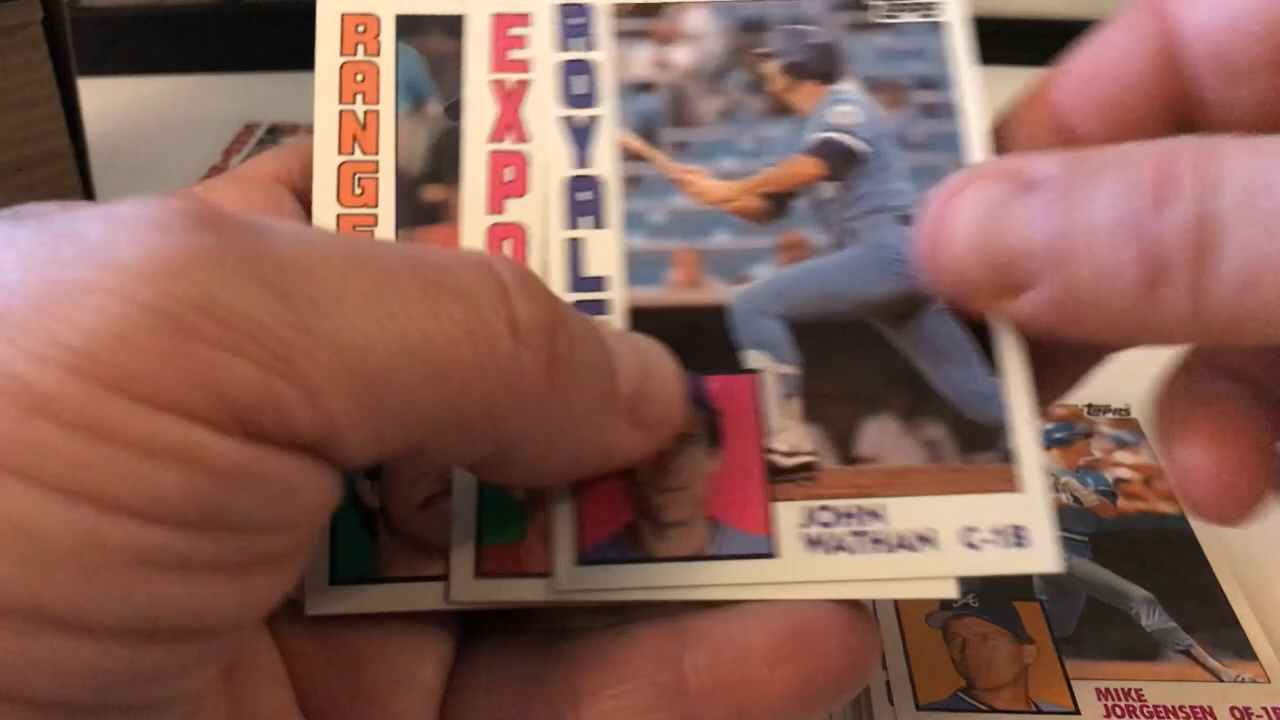 RANGE
EXPO
ROYALS
JOHN
WATHAN C-1B
Topps
MIKE
JORGENSEN OF-1B